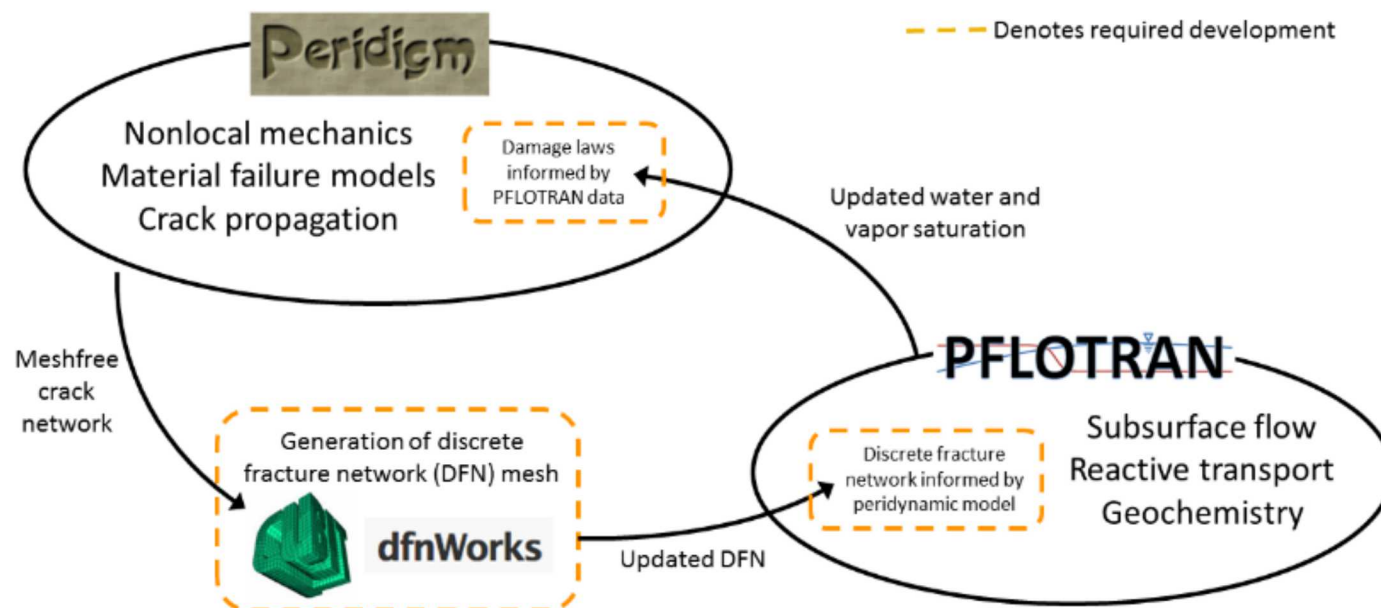 Peridigm
Denotes required development
Nonlocal mechanics
Material failure models
Crack propagation
Damage laws
informed by
PFLOTRAN data
Updated water and
vapor saturation
Meshfree
crack
network
Generation of discrete
fracture network (DFN) mesh
CUBIT
dfnWorks
Updated DFN
PFLOTRAN
Discrete fracture
network informed by
peridynamic model
Subsurface flow
Reactive transport
Geochemistry